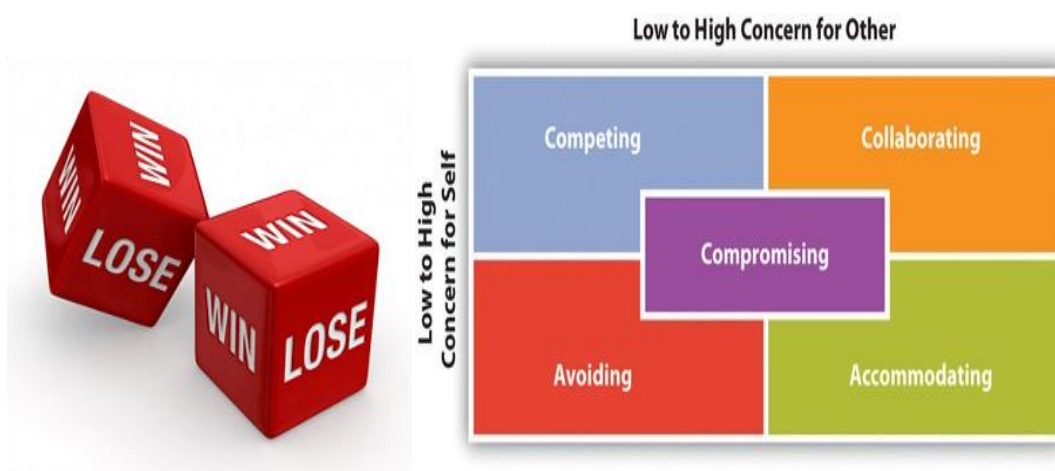 WIN
WIN
LOSE
WIN
WIN
LOSE
Low to High Concern for Other
Low to High
Concern for Self
Competing
Collaborating
Compromising
Avoiding
Accommodating